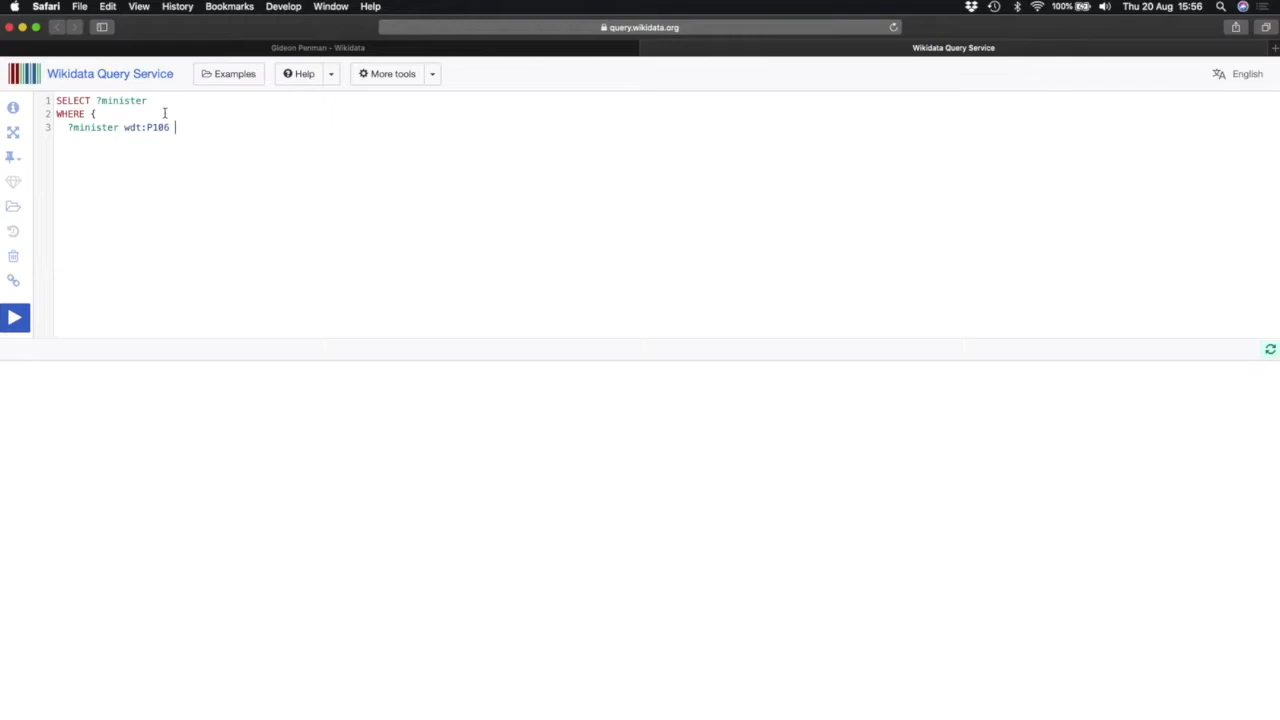 Safari File Edit View History Bookmarks Develop Window Help 100% Thu 20 Aug 15:56
query.wikidata.org
Gideon Penman - Wikidata Wikidata Query Service
Wikidata Query Service Examples Help More tools English
1 SELECT ?minister
2 WHERE {
3 ?minister wdt:P106